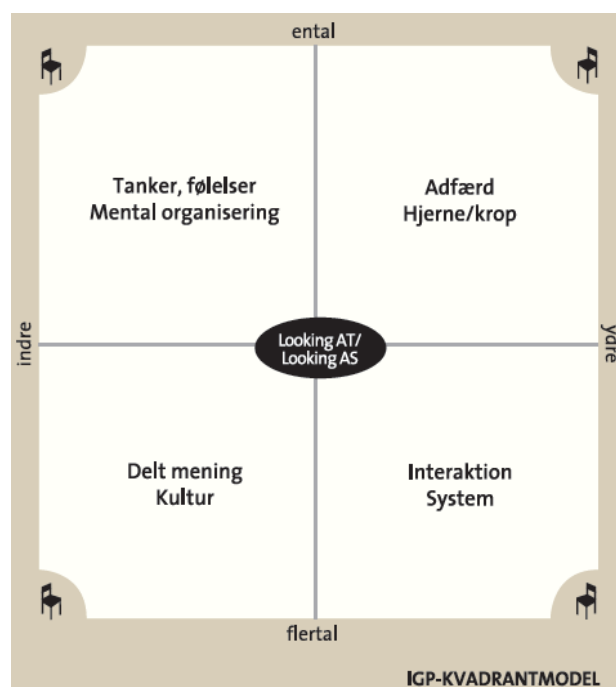 ental
Tanker, følelser
Mental organisering
Adfærd
Hjerne/krop
indre
Looking AT/
Looking AS
ydre
Delt mening
Kultur
Interaktion
System
flertal
IGP-KVADRANTMODEL